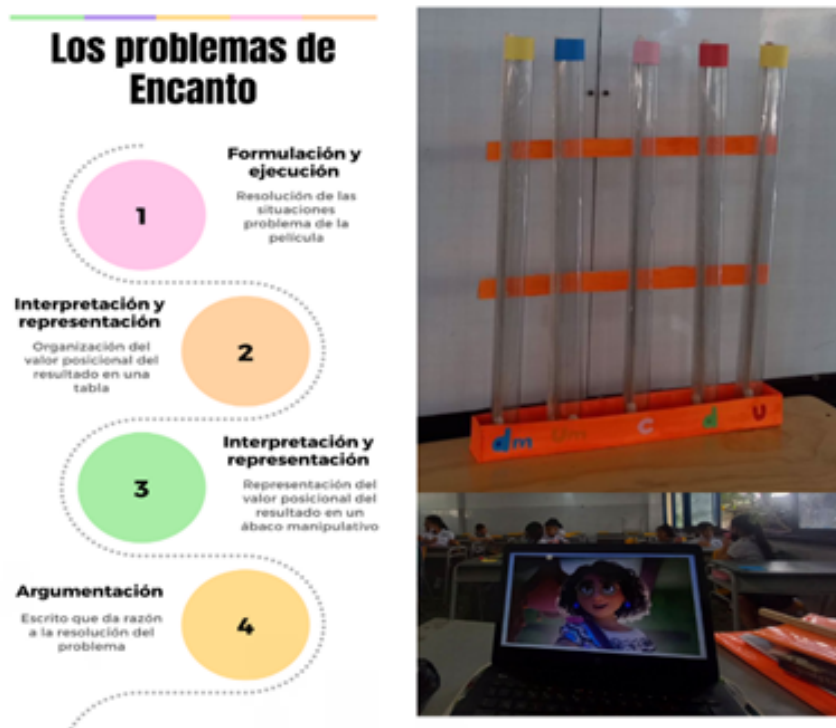 Los problemas de
Encanto
1
Formulación y
ejecución
Resolución de las
situaciones
problema de la
película
Interpretación y
representación
Organización del
valor posicional del
resultado en una
tabla
2
3
Interpretación y
representación
Representación del
valor posicional del
resultado en un
ábaco manipulativo
Argumentación
Escrito que da razón
a la resolución del
problema
4
dm um c d U